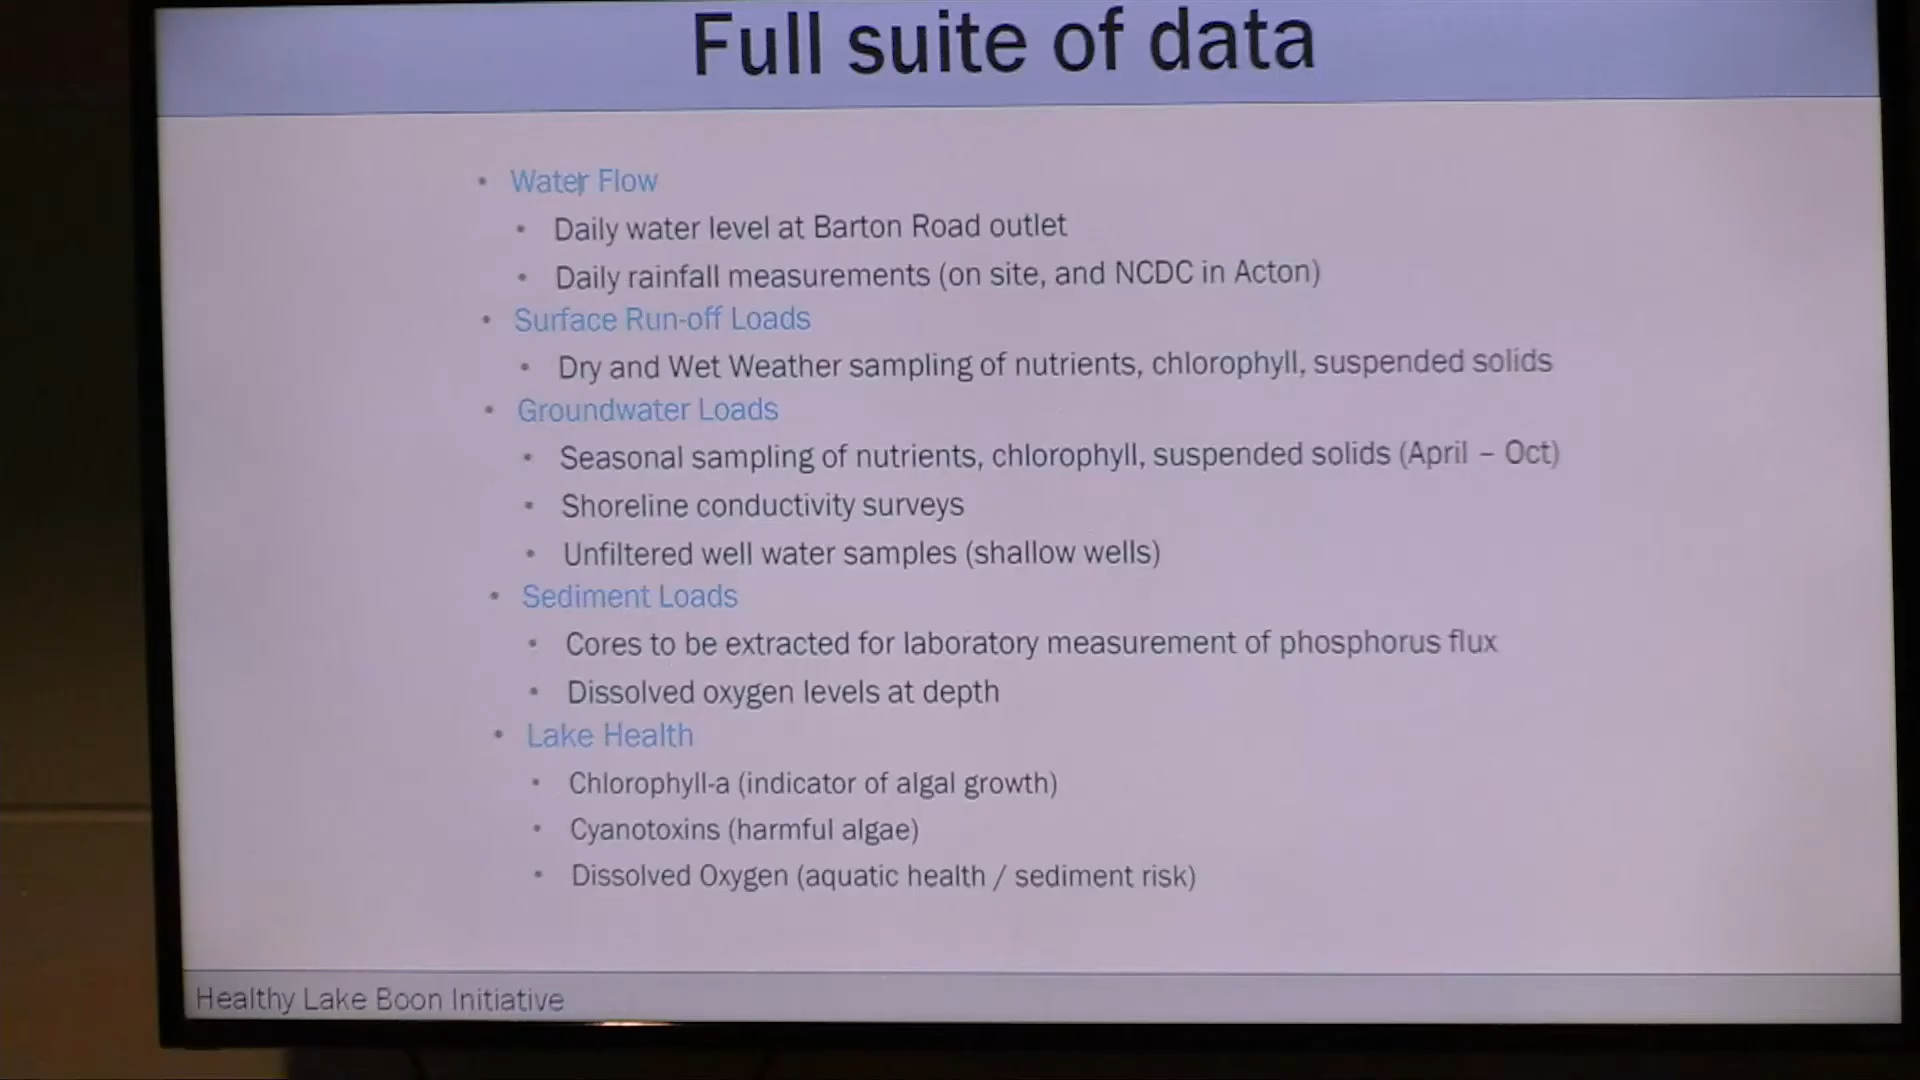 Full suite of data
• Water Flow
• Daily water level at Barton Road outlet
• Daily rainfall measurements (on site, and NCDC in Acton)
• Surface Run-off Loads
• Dry and Wet Weather sampling of nutrients, chlorophyll, suspended solids
• Groundwater Loads
• Seasonal sampling of nutrients, chlorophyll, suspended solids (April – Oct)
• Shoreline conductivity surveys
• Unfiltered well water samples (shallow wells)
• Sediment Loads
• Cores to be extracted for laboratory measurement of phosphorus flux
• Dissolved oxygen levels at depth
• Lake Health
• Chlorophyll-a (indicator of algal growth)
• Cyanotoxins (harmful algae)
• Dissolved Oxygen (aquatic health / sediment risk)
Healthy Lake Boon Initiative